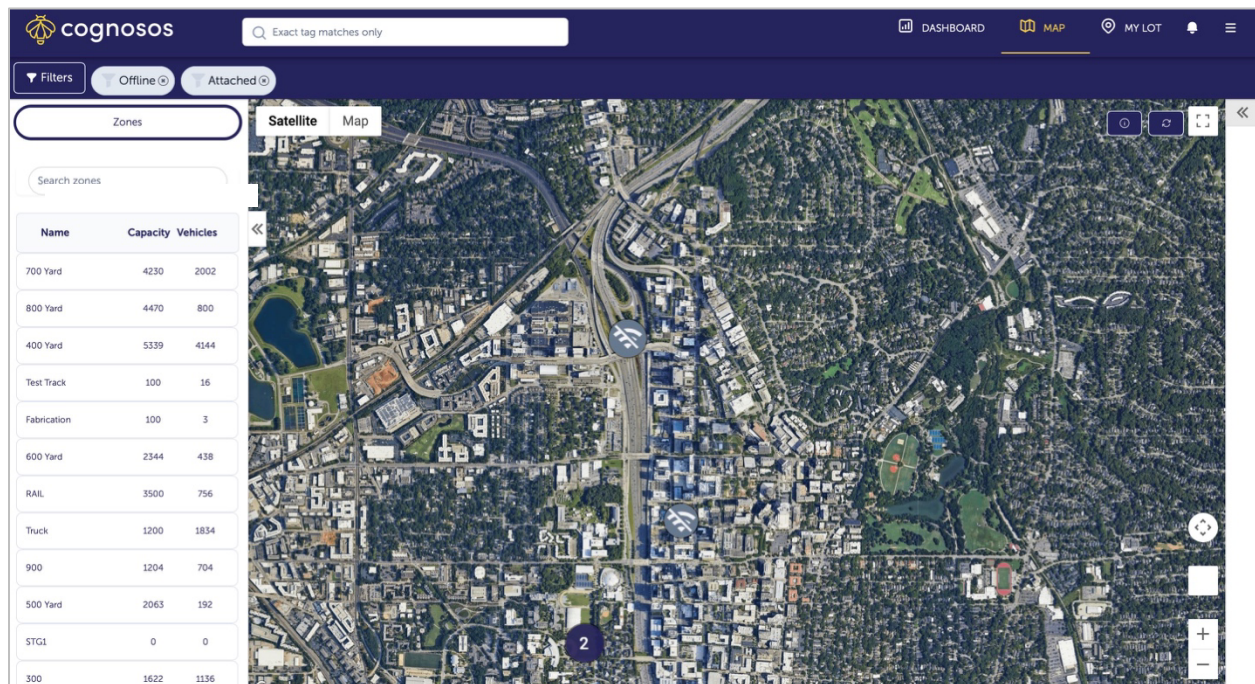 cognosos
Exact tag matches only
DASHBOARD
MAP
MY LOT
Filters
Offline
Attached
Zones
Satellite Map
Search zones
Name Capacity Vehicles
700 Yard 4230 2002
800 Yard 4470 800
400 Yard 5339 4144
Test Track 100 16
Fabrication 100 3
600 Yard 2344 438
RAIL 3500 756
Truck 1200 1834
900 1204 704
500 Yard 2063 192
STG1 0 0
300 1622 1136
2